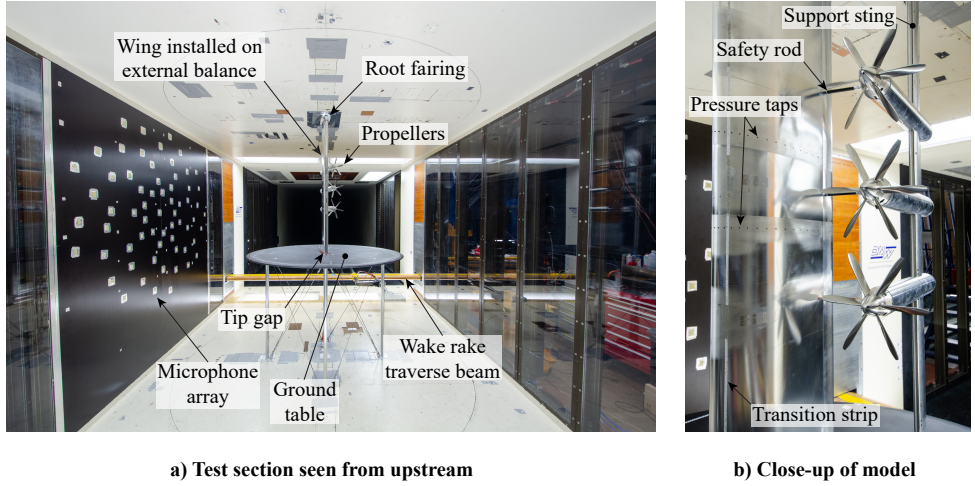 Wing installed on
external balance
Root fairing
Propellers
Tip gap
Microphone
array
Ground
table
Wake rake
traverse beam
a) Test section seen from upstream
Support sting
Safety rod
Pressure taps
DNW
Transition strip
b) Close-up of model